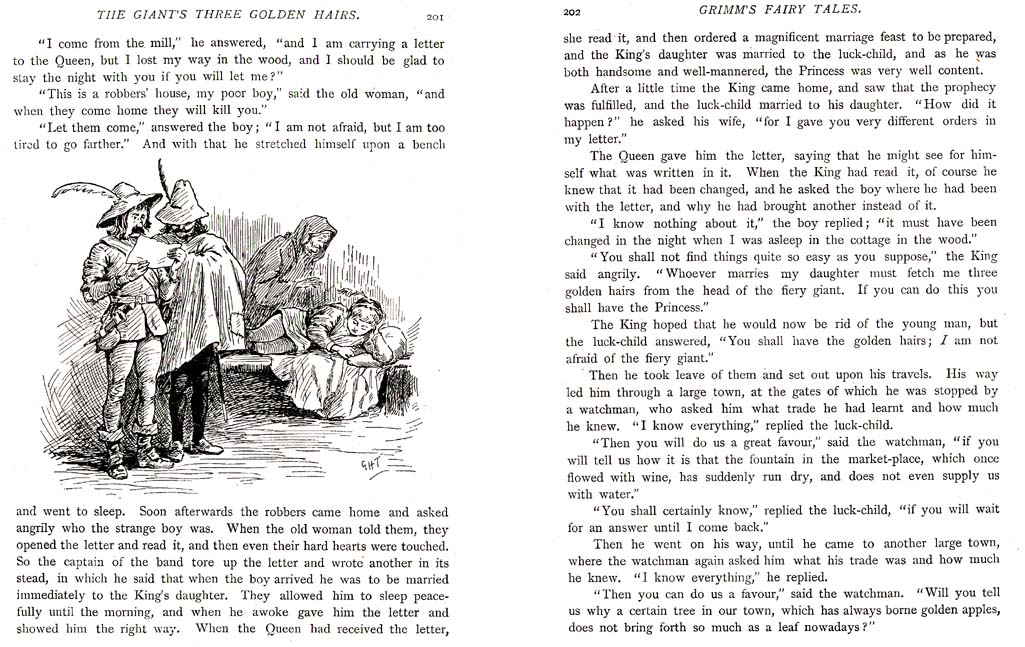 THE GIANT'S THREE GOLDEN HAIRS. 201
"I come from the mill," he answered, "and I am carrying a letter
to the Queen, but I lost my way in the wood, and I should be glad to
stay the night with you if you will let me?"
"This is a robbers' house, my poor boy," said the old woman, "and
when they come home they will kill you."
"Let them come," answered the boy; "I am not afraid, but I am too
tired to go farther." And with that he stretched himself upon a bench
GHT
and went to sleep. Soon afterwards the robbers came home and asked
angrily who the strange boy was. When the old woman told them, they
opened the letter and read it, and then even their hard hearts were touched.
So the captain of the band tore up the letter and wrote another in its
stead, in which he said that when the boy arrived he was to be married
immediately to the King's daughter. They allowed him to sleep peace-
fully until the morning, and when he awoke gave him the letter and
showed him the right way. When the Queen had received the letter,
202 GRIMM'S FAIRY TALES.
she read it, and then ordered a magnificent marriage feast to be prepared,
and the King's daughter was married to the luck-child, and as he was
both handsome and well-mannered, the Princess was very well content.
After a little time the King came home, and saw that the prophecy
was fulfilled, and the luck-child married to his daughter. "How did it
happen?" he asked his wife, "for I gave you very different orders in
my letter."
The Queen gave him the letter, saying that he might see for him-
self what was written in it. When the King had read it, of course he
knew that it had been changed, and he asked the boy where he had been
with the letter, and why he had brought another instead of it.
"I know nothing about it," the boy replied; "it must have been
changed in the night when I was asleep in the cottage in the wood."
"You shall not find things quite so easy as you suppose," the King
said angrily. "Whoever marries my daughter must fetch me three
golden hairs from the head of the fiery giant. If you can do this you
shall have the Princess."
The King hoped that he would now be rid of the young man, but
the luck-child answered, "You shall have the golden hairs; I am not
afraid of the fiery giant."
Then he took leave of them and set out upon his travels. His way
led him through a large town, at the gates of which he was stopped by
a watchman, who asked him what trade he had learnt and how much
he knew. "I know everything," replied the luck-child.
"Then you will do us a great favour," said the watchman, "if you
will tell us how it is that the fountain in the market-place, which once
flowed with wine, has suddenly run dry, and does not even supply us
with water."
"You shall certainly know," replied the luck-child, "if you will wait
for an answer until I come back."
Then he went on his way, until he came to another large town,
where the watchman again asked him what his trade was and how much
he knew. "I know everything," he replied.
"Then you can do us a favour," said the watchman. "Will you tell
us why a certain tree in our town, which has always borne golden apples,
does not bring forth so much as a leaf nowadays?"